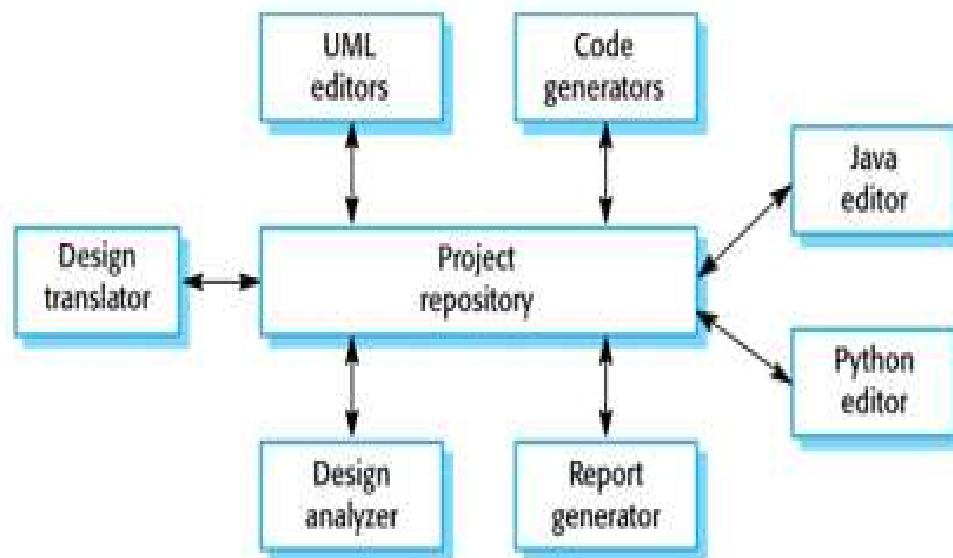 UML
editors
Code
generators
Java
editor
Design
translator
Project
repository
Python
editor
Design
analyzer
Report
generator